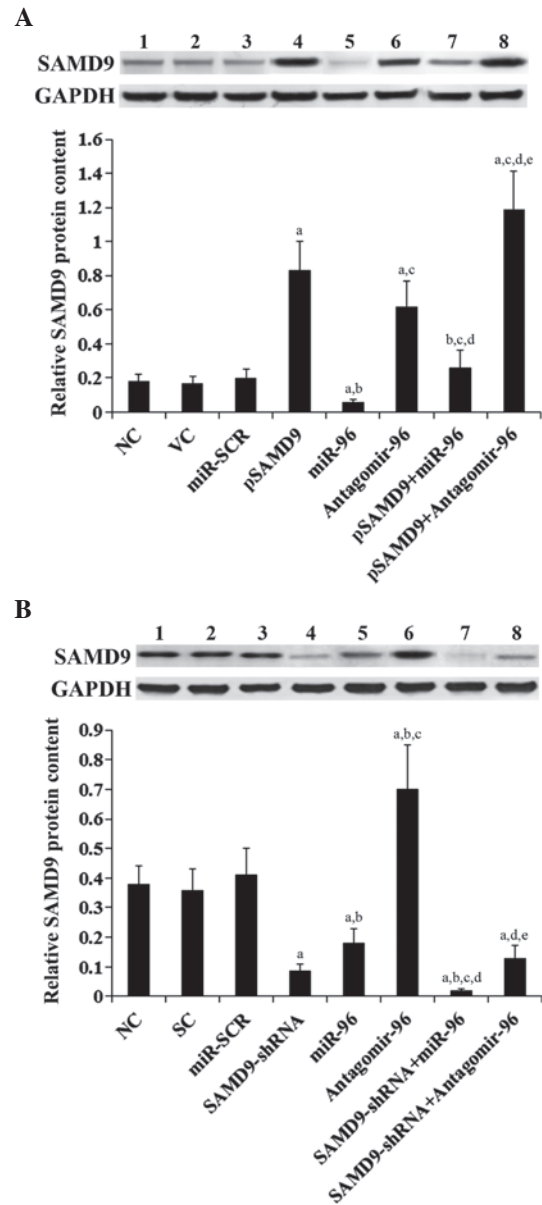 A
1 2 3 4 5 6 7 8
SAMD9
GAPDH
Relative SAMD9 protein content
1.6
1.4
1.2
1
0.8
0.6
0.4
0.2
0
a
a,b
a,c
b,c,d
a,c,d,e
NC
VC
miR-SCR
pSAMD9
miR-96
Antagomir-96
pSAMD9+miR-96
pSAMD9+Antagomir-96
B
1 2 3 4 5 6 7 8
SAMD9
GAPDH
Relative SAMD9 protein content
0.9
0.8
0.7
0.6
0.5
0.4
0.3
0.2
0.1
0
a
a,b
a,b,c
a,b,c,d
a,d,e
NC
SC
miR-SCR
SAMD9-shRNA
miR-96
Antagomir-96
SAMD9-shRNA+miR-96
SAMD9-shRNA+Antagomir-96